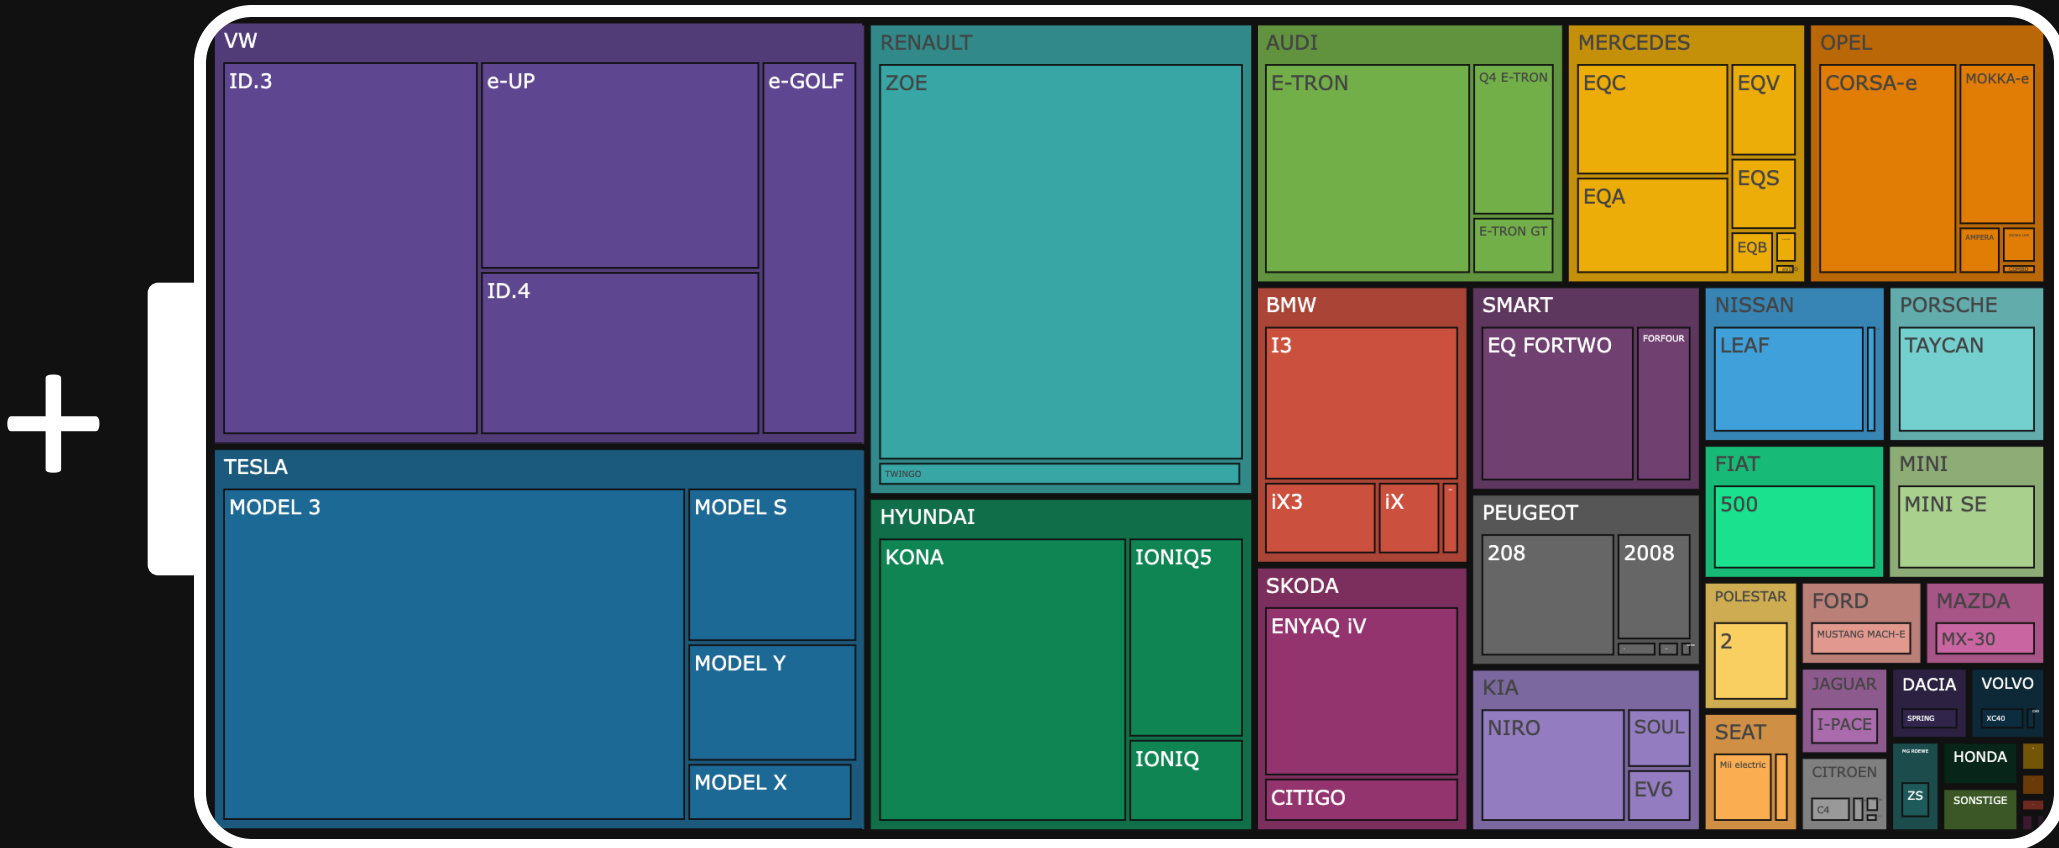 VW
ID.3
e-UP
e-GOLF
ID.4
TESLA
MODEL 3
MODEL S
MODEL Y
MODEL X
RENAULT
ZOE
TWINGO
HYUNDAI
KONA
IONIQ5
IONIQ
AUDI
E-TRON
Q4 E-TRON
E-TRON GT
MERCEDES
EQC
EQV
EQA
EQS
EQB
OPEL
CORSA-e
MOKKA-e
AMPERA
BMW
I3
iX3
iX
SKODA
ENYAQ iV
CITIGO
SMART
EQ FORTWO
FORFOUR
PEUGEOT
208
2008
KIA
NIRO
SOUL
EV6
NISSAN
LEAF
PORSCHE
TAYCAN
FIAT
500
MINI
MINI SE
POLESTAR
2
FORD
MUSTANG MACH-E
MAZDA
MX-30
SEAT
Mii electric
JAGUAR
I-PACE
CITROEN
C4
DACIA
SPRING
VOLVO
XC40
MG ROEWE
ZS
HONDA
SONSTIGE